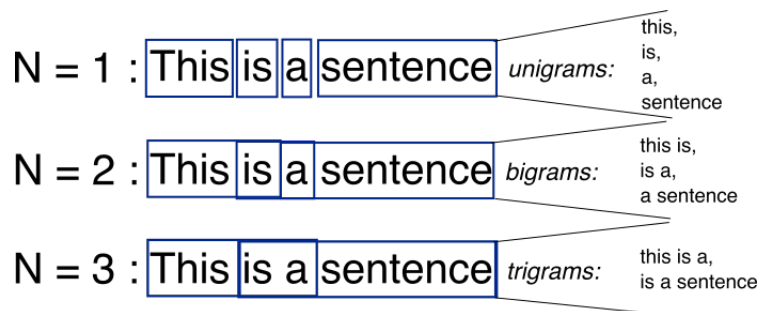 N = 1 : This is a sentence unigrams:
this,
is,
a,
sentence
N = 2 : This is a sentence bigrams:
this is,
is a,
a sentence
N = 3 : This is a sentence trigrams:
this is a,
is a sentence